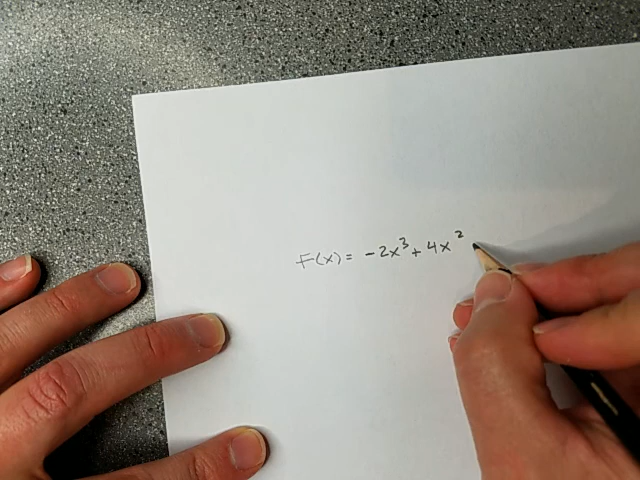 F(x) = -2x³ + 4x²